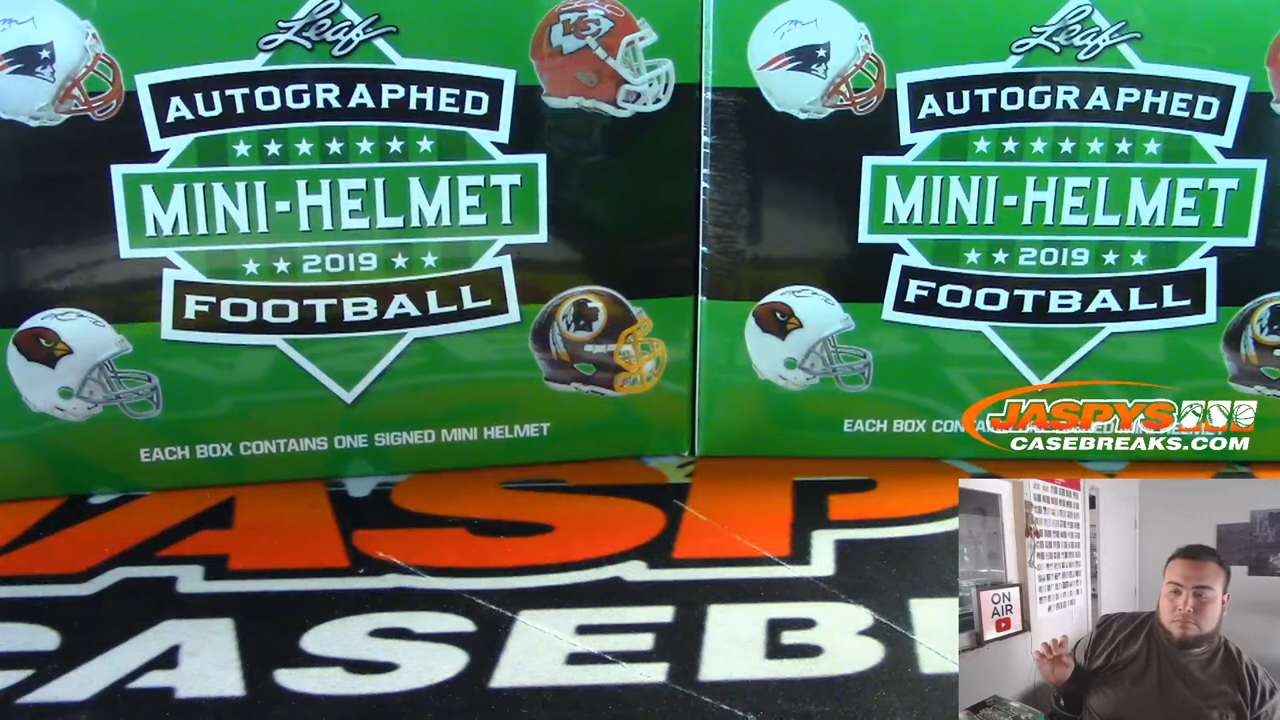 Leaf
AUTOGRAPHED
MINI-HELMET
2019
FOOTBALL
EACH BOX CONTAINS ONE SIGNED MINI HELMET
Leaf
AUTOGRAPHED
MINI-HELMET
2019
FOOTBALL
EACH BOX
JASPYS
CASEBREAKS.COM
ON
AIR